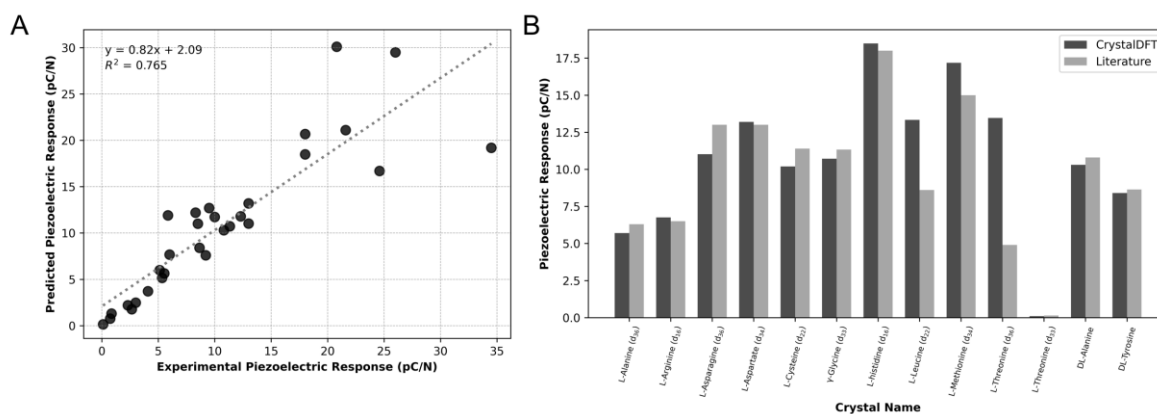 A
Predicted Piezoelectric Response (pC/N)
y = 0.82x + 2.09
R² = 0.765
30
25
20
15
10
5
0
0 5 10 15 20 25 30 35
Experimental Piezoelectric Response (pC/N)
B
Piezoelectric Response (pC/N)
CrystalDFT
Literature
17.5
15.0
12.5
10.0
7.5
5.0
2.5
0.0
L-Alanine (d₃₆)
L-Arginine (d₁₆)
L-Asparagine (d₃₆)
L-Aspartate (d₃₄)
L-Cysteine (d₂₂)
γ-Glycine (d₃₃)
L-histidine (d₁₆)
L-Leucine (d₂₂)
L-Methionine (d₃₄)
L-Threonine (d₃₆)
L-Threonine (d₃₃)
DL-Alanine
DL-Tyrosine
Crystal Name